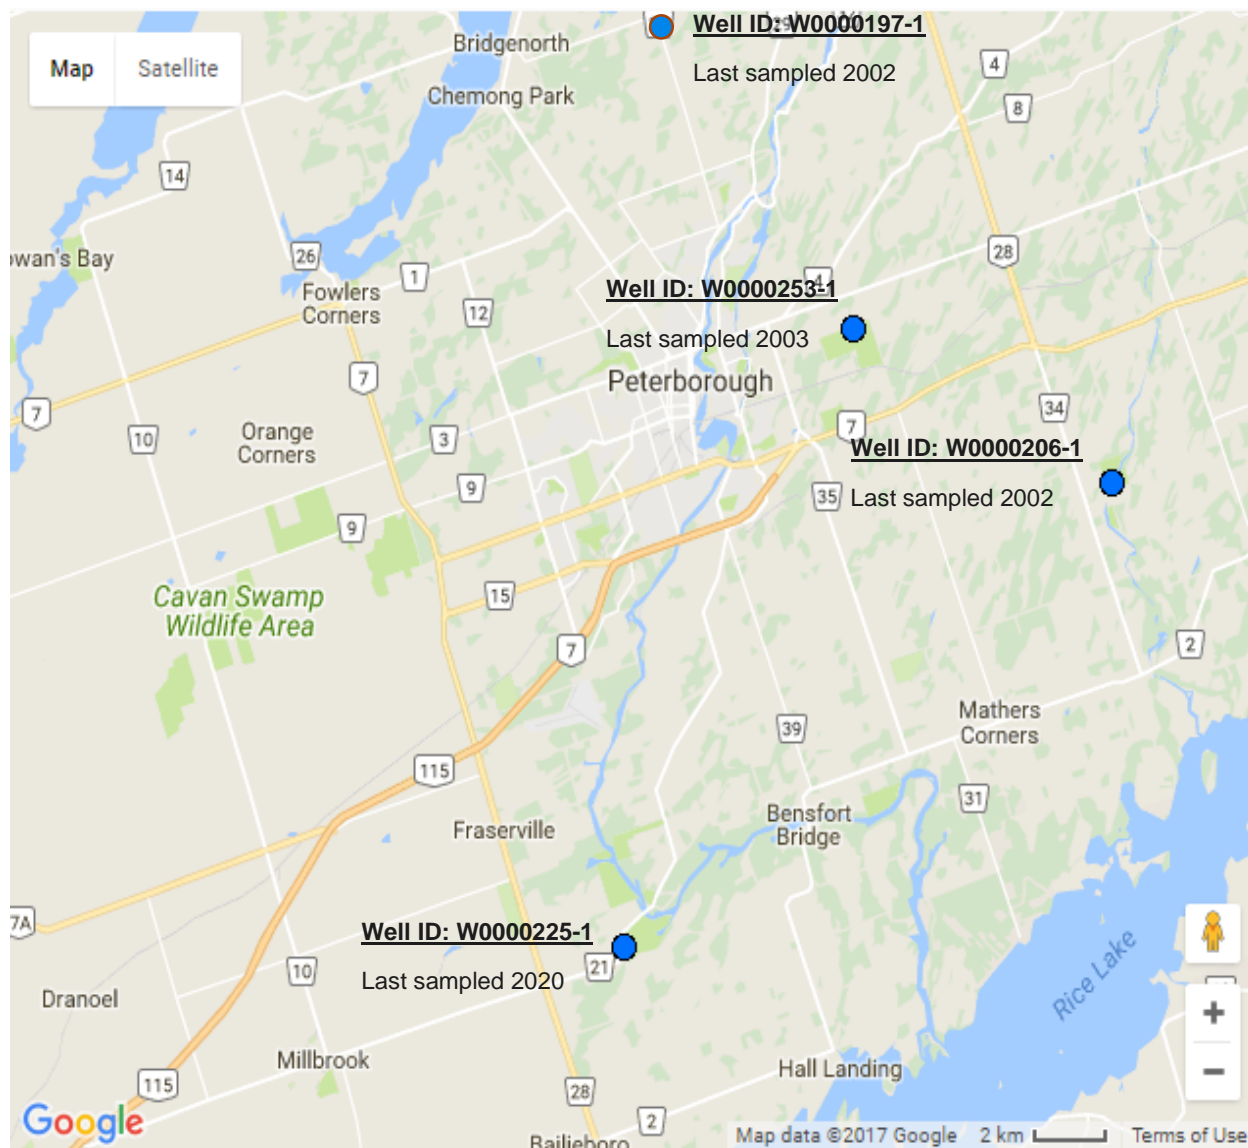 Well ID: W0000197-1
29
Last sampled 2002
Map
Satellite
Bridgenorth
Chemong Park
4
8
14
26
1
28
Fowlers
Corners
12
Well ID: W0000253-1
4
Last sampled 2003
7
Peterborough
7
10
Orange
Corners
3
7
34
Well ID: W0000206-1
Last sampled 2002
9
35
9
Cavan Swamp
Wildlife Area
15
7
2
Mathers
Corners
39
115
31
Fraserville
Bensfort
Bridge
7A
Well ID: W0000225-1
Last sampled 2020
21
10
Dranoel
Rice Lake
Millbrook
Hall Landing
115
28
2
Google
Map data ©2017 Google
2 km
Terms of Use
+
−